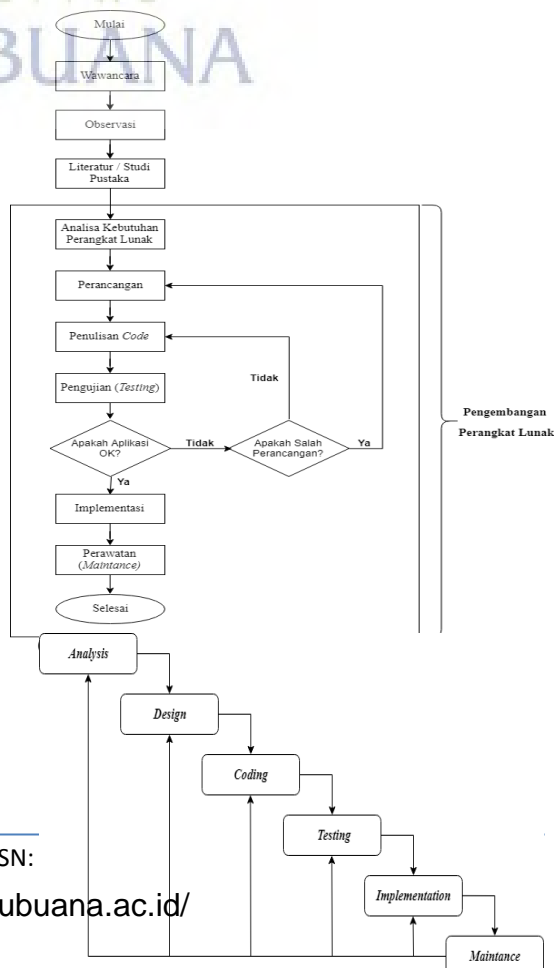 BUANA
Mulai
Wawancara
Observasi
Literatur / Studi
Pustaka
Analisa Kebutuhan
Perangkat Lunak
Perancangan
Penulisan Code
Pengujian (Testing)
Tidak
Apakah Aplikasi
OK?
Tidak
Apakah Salah
Perancangan?
Ya
Ya
Implementasi
Perawatan
(Maintance)
Selesai
Pengembangan
Perangkat Lunak
Analysis
Design
Coding
Testing
Implementation
Maintance
SN:
ubuana.ac.id/